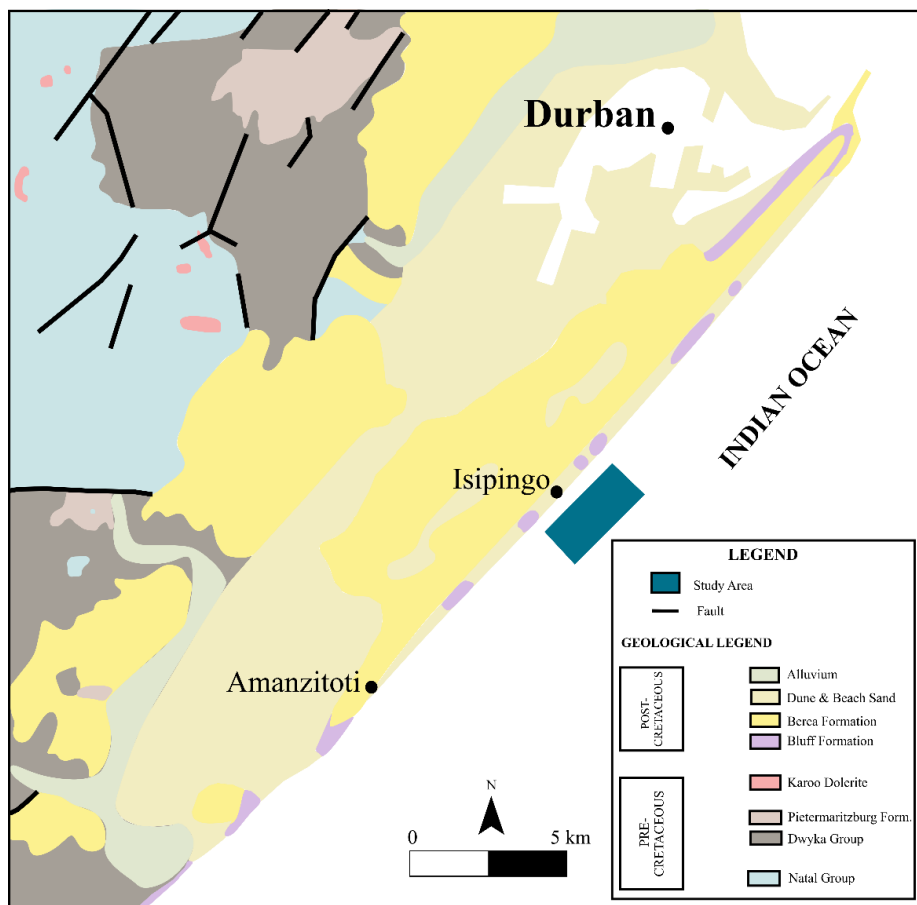 Durban
INDIAN OCEAN
Isipingo
Amanzitoti
N
0 5 km
LEGEND
Study Area
Fault
GEOLOGICAL LEGEND
POST-
CRETACEOUS
Alluvium
Dune & Beach Sand
Berea Formation
Bluff Formation
PRE-
CRETACEOUS
Karoo Dolerite
Pietermaritzburg Form.
Dwyka Group
Natal Group